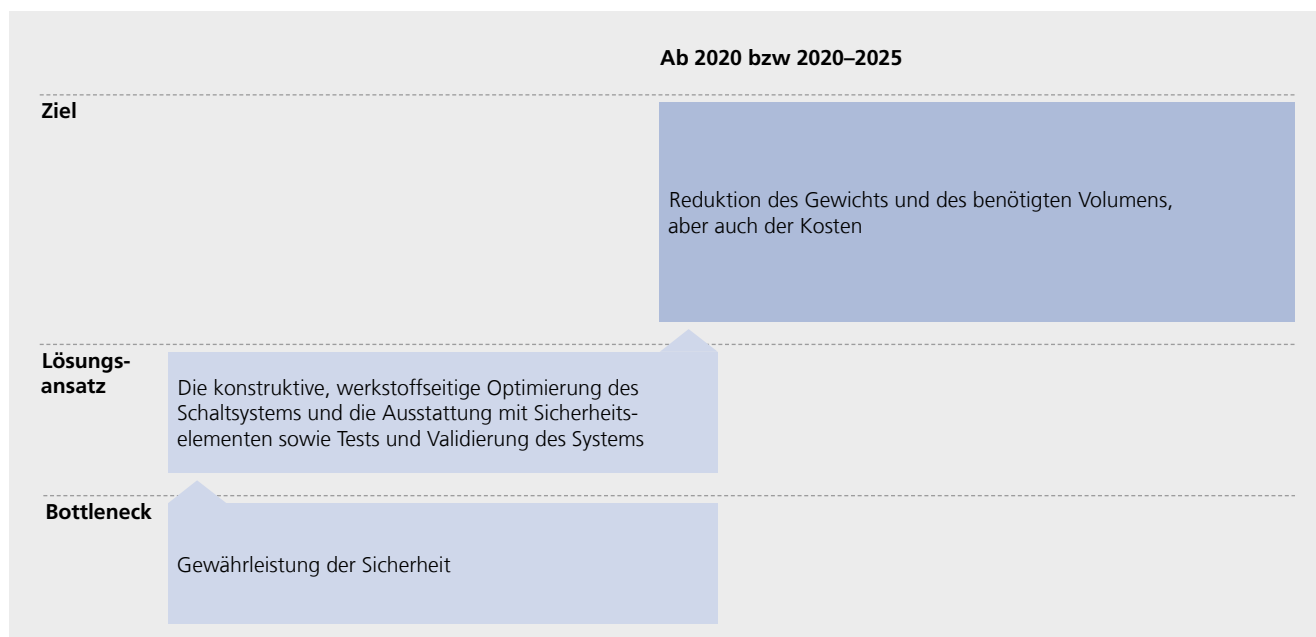 Ab 2020 bzw 2020–2025
Ziel
Reduktion des Gewichts und des benötigten Volumens,
aber auch der Kosten
Lösungs-
ansatz
Die konstruktive, werkstoffseitige Optimierung des
Schaltsystems und die Ausstattung mit Sicherheits-
elementen sowie Tests und Validierung des Systems
Bottleneck
Gewährleistung der Sicherheit